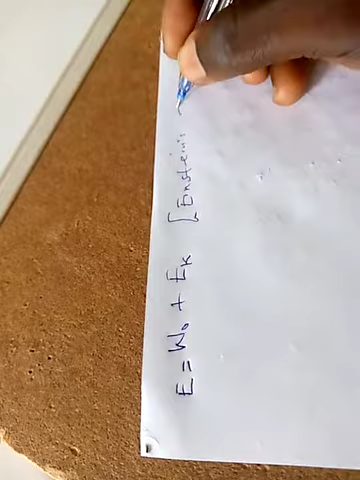 E = W₀ + Eₖ [Einstein's